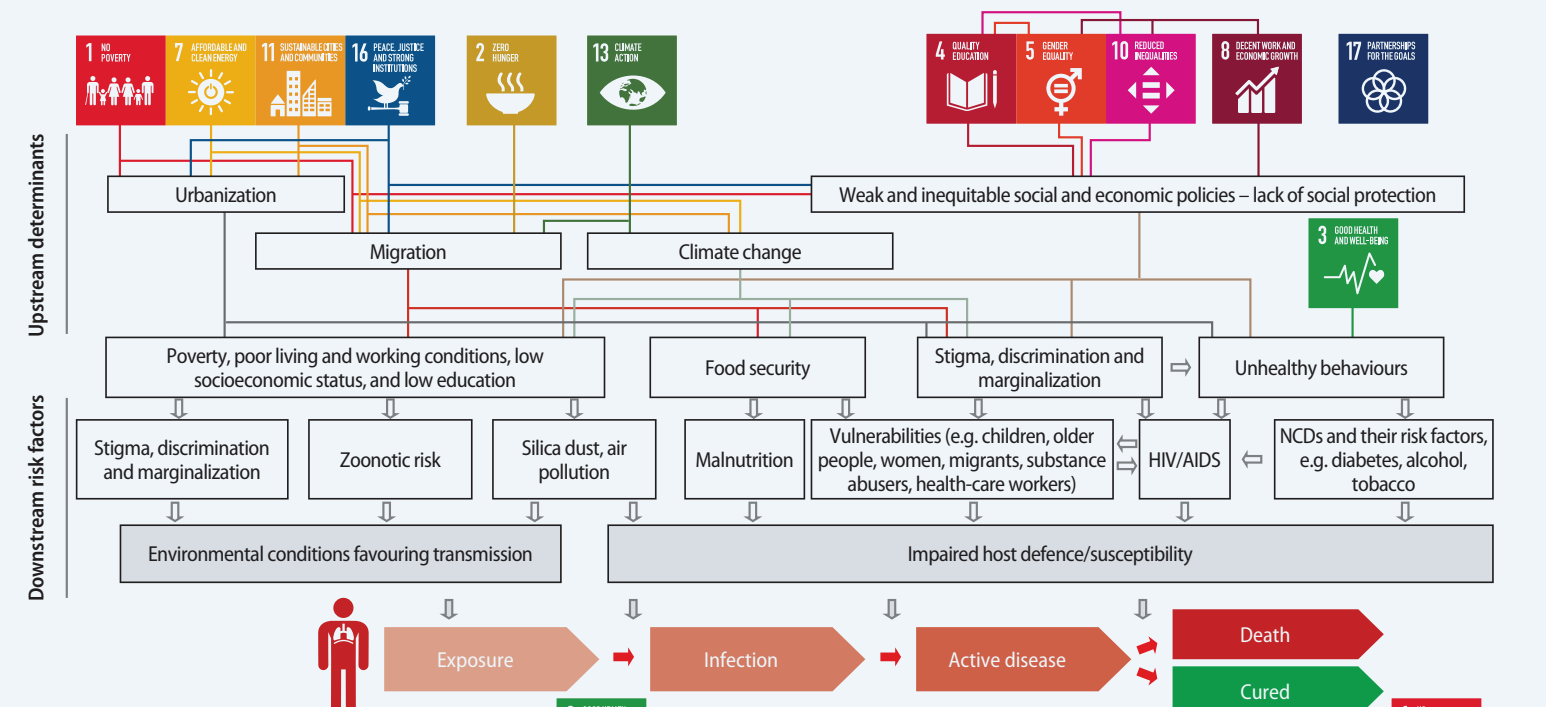 1 NO
POVERTY
7 AFFORDABLE AND
CLEAN ENERGY
11 SUSTAINABLE CITIES
AND COMMUNITIES
16 PEACE, JUSTICE
AND STRONG
INSTITUTIONS
2 ZERO
HUNGER
13 CLIMATE
ACTION
4 QUALITY
EDUCATION
5 GENDER
EQUALITY
10 REDUCED
INEQUALITIES
8 DECENT WORK AND
ECONOMIC GROWTH
17 PARTNERSHIPS
FOR THE GOALS
Upstream determinants
Urbanization
Weak and inequitable social and economic policies – lack of social protection
Migration
Climate change
3 GOOD HEALTH
AND WELL-BEING
Poverty, poor living and working conditions, low
socioeconomic status, and low education
Food security
Stigma, discrimination and
marginalization
Unhealthy behaviours
Downstream risk factors
Stigma, discrimination
and marginalization
Zoonotic risk
Silica dust, air
pollution
Malnutrition
Vulnerabilities (e.g. children, older
people, women, migrants, substance
abusers, health-care workers)
HIV/AIDS
NCDs and their risk factors,
e.g. diabetes, alcohol,
tobacco
Environmental conditions favouring transmission
Impaired host defence/susceptibility
Exposure
Infection
Active disease
Death
Cured